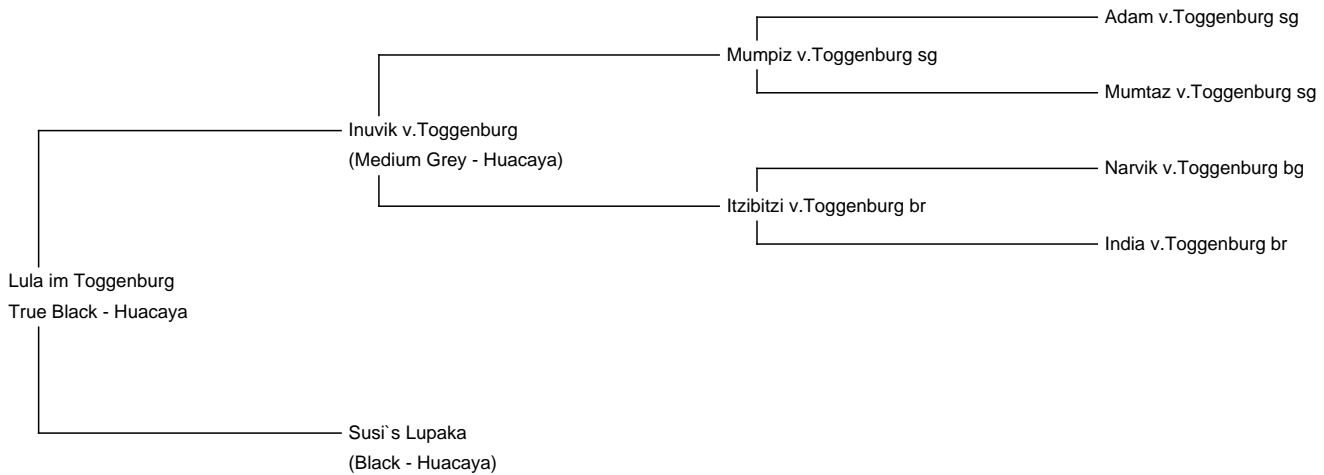 Adam v.Toggenburg sg
Mumpiz v.Toggenburg sg
Mumtaz v.Toggenburg sg
Inuvik v.Toggenburg
(Medium Grey - Huacaya)
Narvik v.Toggenburg bg
Itzibitzi v.Toggenburg br
India v.Toggenburg br
Lula im Toggenburg
True Black - Huacaya
Susi`s Lupaka
(Black - Huacaya)